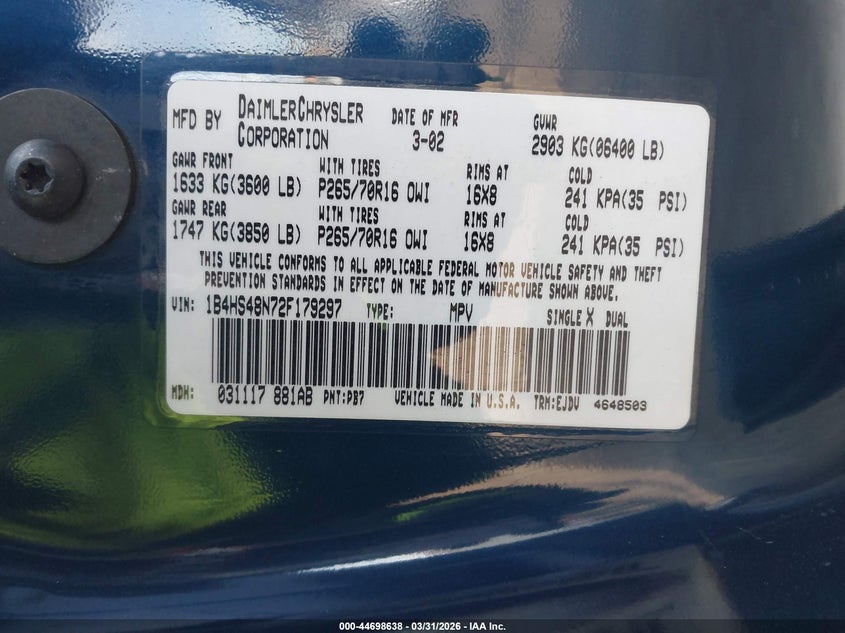 MFD BY DAIMLERCHRYSLER CORPORATION DATE OF MFR 3-02 GVWR 2903 KG(06400 LB)
GAWR FRONT WITH TIRES RIMS AT COLD
1633 KG(3600 LB) P265/70R16 OWI 16X8 241 KPA(35 PSI)
GAWR REAR WITH TIRES RIMS AT COLD
1747 KG(3850 LB) P265/70R16 OWI 16X8 241 KPA(35 PSI)
THIS VEHICLE CONFORMS TO ALL APPLICABLE FEDERAL MOTOR VEHICLE SAFETY AND THEFT
PREVENTION STANDARDS IN EFFECT ON THE DATE OF MANUFACTURE SHOWN ABOVE.
VIN: 1B4HS48N72F179297 TYPE: MPV SINGLE X DUAL
MDH: 031117 881AB PNT:PB7 VEHICLE MADE IN U.S.A. TRM:EJDV 4648503
000-44698638 - 03/31/2026 - IAA Inc.